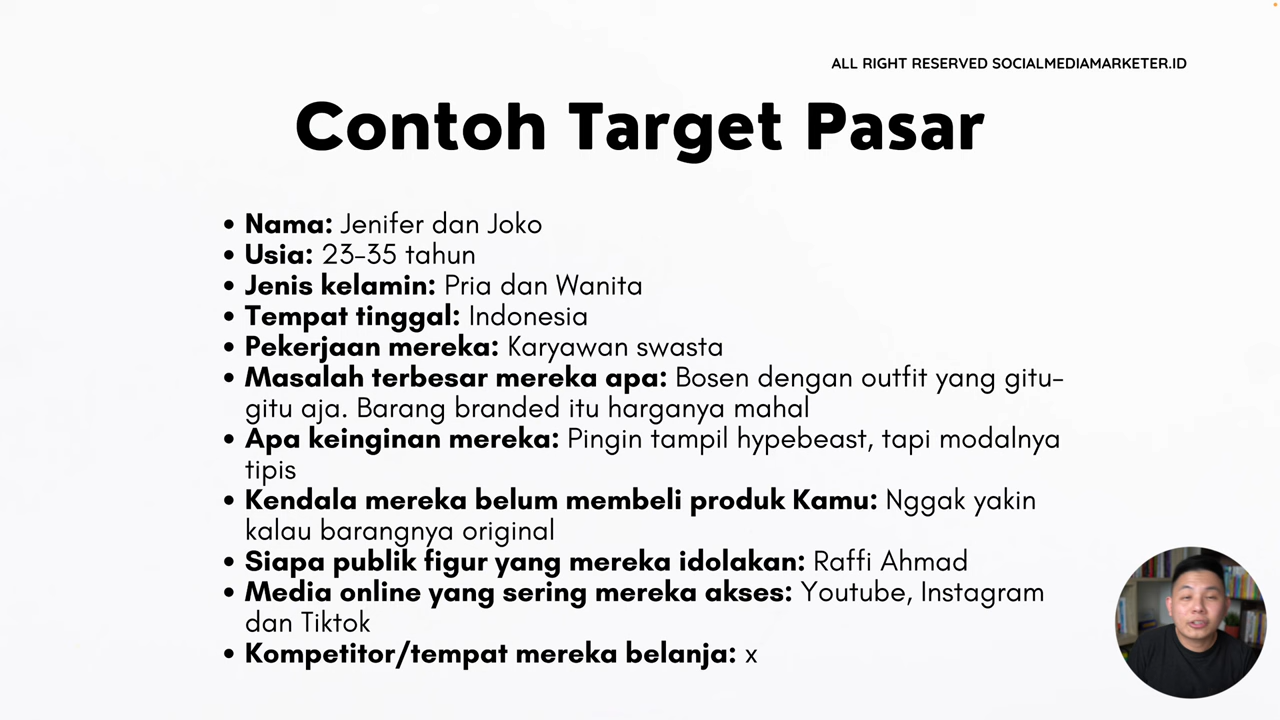 ALL RIGHT RESERVED SOCIALMEDIAMARKETER.ID
Contoh Target Pasar
• Nama: Jenifer dan Joko
• Usia: 23-35 tahun
• Jenis kelamin: Pria dan Wanita
• Tempat tinggal: Indonesia
• Pekerjaan mereka: Karyawan swasta
• Masalah terbesar mereka apa: Bosen dengan outfit yang gitu-
gitu aja. Barang branded itu harganya mahal
• Apa keinginan mereka: Pingin tampil hypebeast, tapi modalnya
tipis
• Kendala mereka belum membeli produk Kamu: Nggak yakin
kalau barangnya original
• Siapa publik figur yang mereka idolakan: Raffi Ahmad
• Media online yang sering mereka akses: Youtube, Instagram
dan Tiktok
• Kompetitor/tempat mereka belanja: x